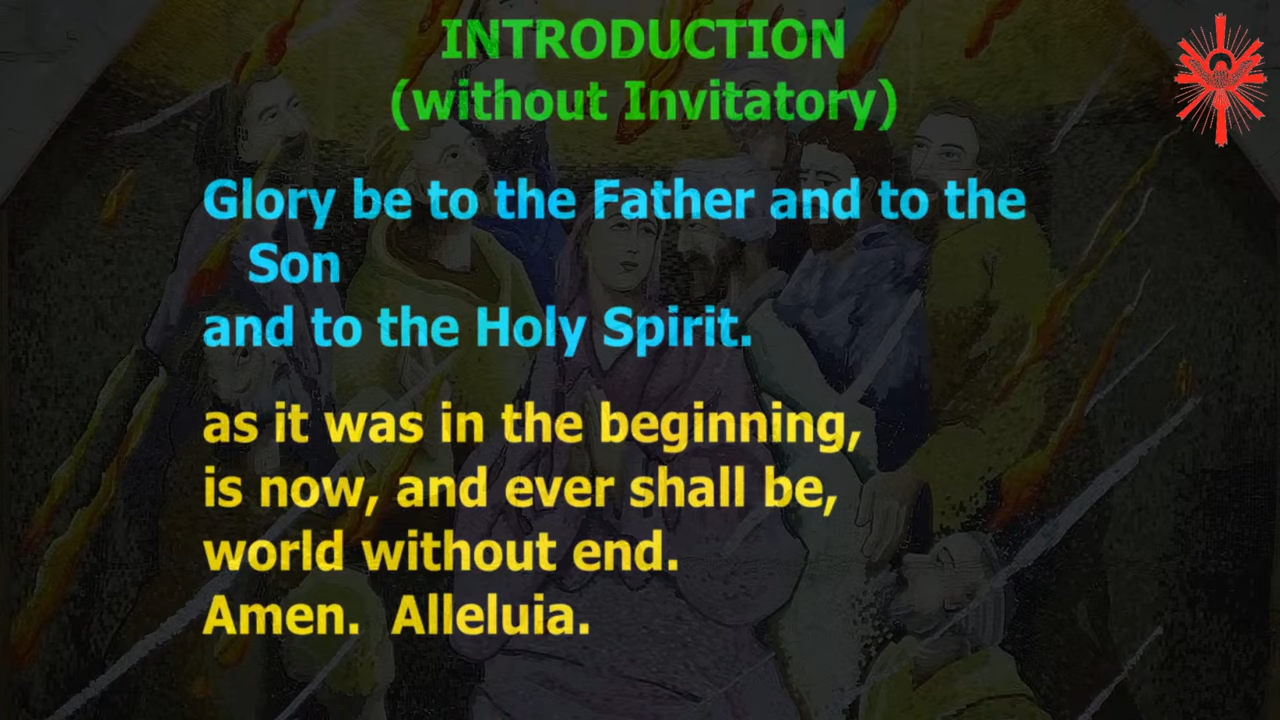 INTRODUCTION
(without Invitatory)
Glory be to the Father and to the
Son
and to the Holy Spirit.
as it was in the beginning,
is now, and ever shall be,
world without end.
Amen.  Alleluia.